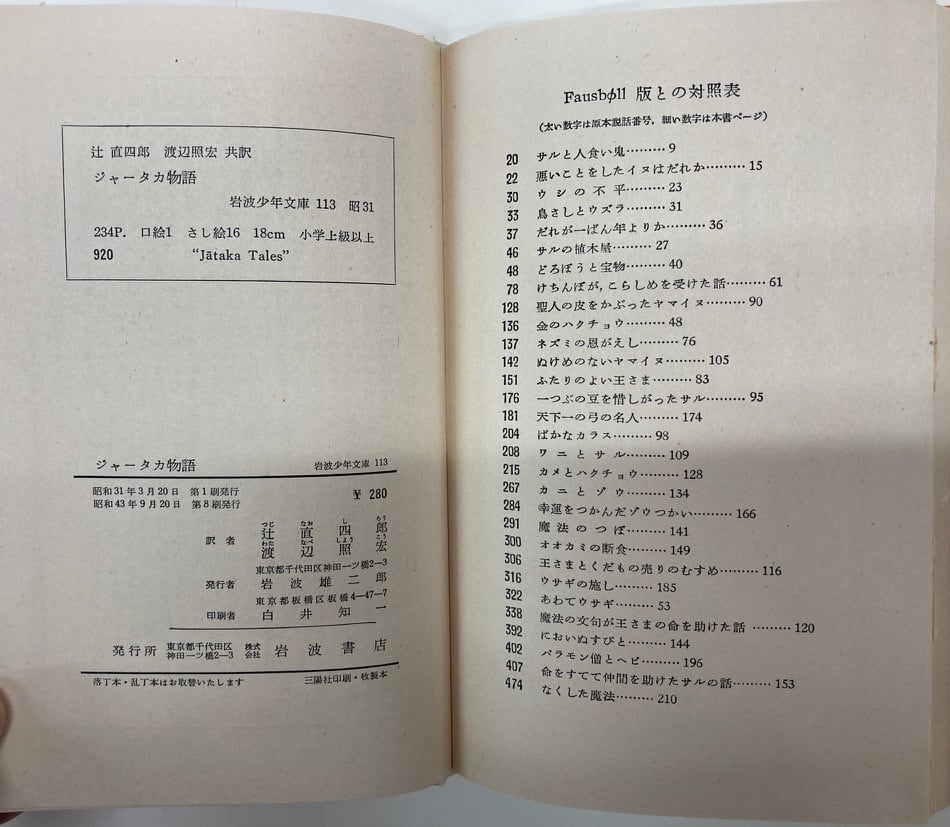 辻 直四郎 渡辺照宏 共訳
ジャータカ物語
岩波少年文庫 113 昭31
234P. 口絵1 さし絵16 18cm 小学上級以上
920 “Jātaka Tales”
ジャータカ物語 岩波少年文庫 113
昭和31年3月20日 第1刷発行
昭和43年9月20日 第8刷発行
¥ 280
つじ なお し ろう
訳者 辻 直 四 郎
わた なべ しょう こう
渡 辺 照 宏
東京都千代田区神田一ツ橋2—3
発行者 岩 波 雄 二 郎
東京都板橋区板橋4—47—7
印刷者 白 井 知 一
発行所 東京都千代田区神田一ツ橋2—3 株式会社 岩 波 書 店
落丁本・乱丁本はお取替いたします 三陽社印刷・牧製本
Fausbφll 版との対照表
(太い数字は原本説話番号, 細い数字は本書ページ)
20 サルと人食い鬼………9
22 悪いことをしたイヌはだれか………15
30 ウシの不平………23
33 鳥さしとウズラ………31
37 だれが一ばん年よりか………36
46 サルの植木屋………27
48 どろぼうと宝物………40
78 けちんぼが, こらしめを受けた話………61
128 聖人の皮をかぶったヤマイヌ………90
136 金のハクチョウ………48
137 ネズミの恩がえし………76
142 ぬけめのないヤマイヌ………105
151 ふたりのよい王さま………83
176 一つぶの豆を惜しがったサル………95
181 天下一の弓の名人………174
204 ばかなカラス………98
208 ワニとサル………109
215 カメとハクチョウ………128
267 カニとゾウ………134
284 幸運をつかんだゾウつかい………166
291 魔法のつぼ………141
300 オオカミの断食………149
306 王さまとくだもの売りのむすめ………116
316 ウサギの施し………185
322 あわてウサギ………53
338 魔法の文句が王さまの命を助けた話………120
392 においぬすびと………144
402 バラモン僧とヘビ………196
407 命をすてて仲間を助けたサルの話………153
474 なくした魔法………210